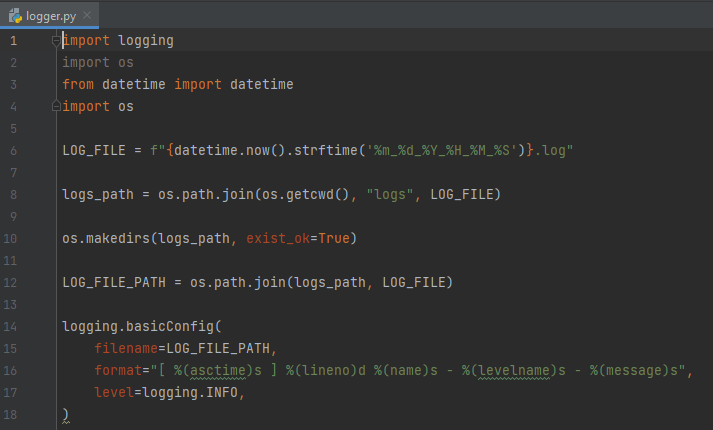 logger.py
1 import logging
2 import os
3 from datetime import datetime
4 import os
5
6 LOG_FILE = f"{datetime.now().strftime('%m_%d_%Y_%H_%M_%S')}.log"
7
8 logs_path = os.path.join(os.getcwd(), "logs", LOG_FILE)
9
10 os.makedirs(logs_path, exist_ok=True)
11
12 LOG_FILE_PATH = os.path.join(logs_path, LOG_FILE)
13
14 logging.basicConfig(
15     filename=LOG_FILE_PATH,
16     format="[ %(asctime)s ] %(lineno)d %(name)s - %(levelname)s - %(message)s",
17     level=logging.INFO,
18 )